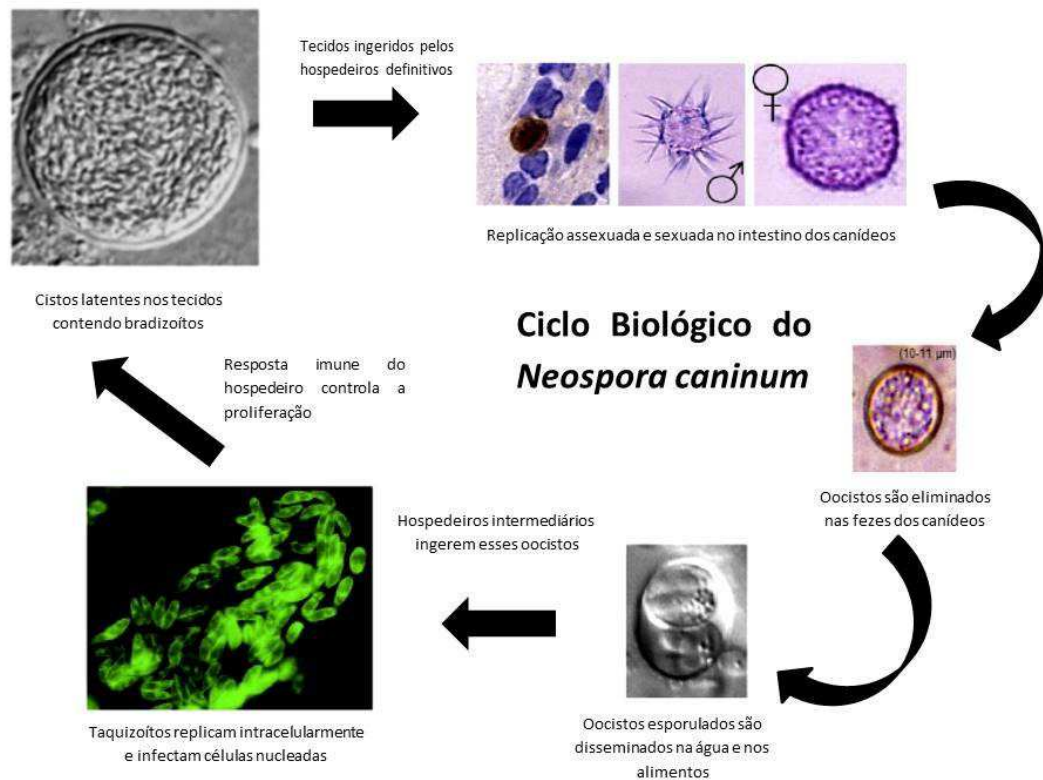 Tecidos ingeridos pelos
hospedeiros definitivos
Replicação assexuada e sexuada no intestino dos canídeos
Cistos latentes nos tecidos
contendo bradizoítos
Ciclo Biológico do
Neospora caninum
(10-11 µm)
Resposta imune do
hospedeiro controla a
proliferação
Oocistos são eliminados
nas fezes dos canídeos
Hospedeiros intermediários
ingerem esses oocistos
Taquizoítos replicam intracelularmente
e infectam células nucleadas
Oocistos esporulados são
disseminados na água e nos
alimentos